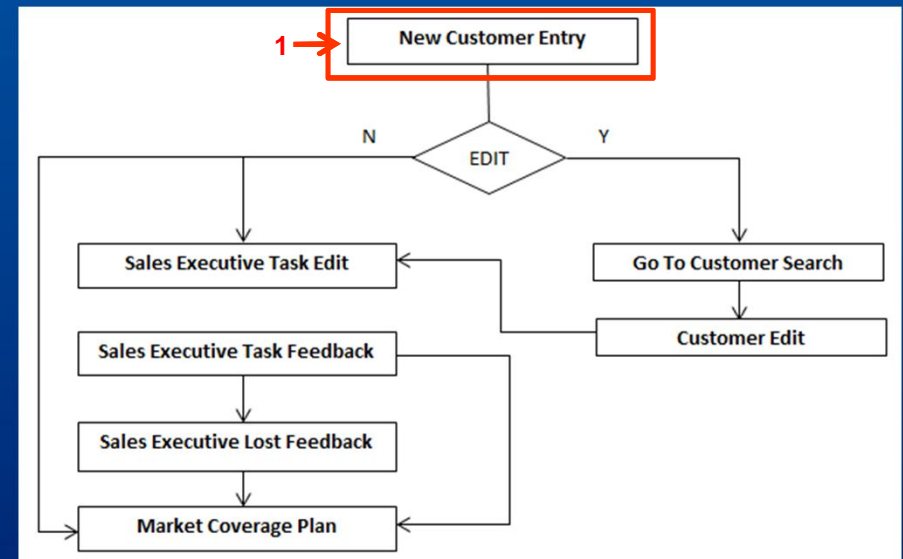 1
New Customer Entry
N
Y
EDIT
Sales Executive Task Edit
Go To Customer Search
Customer Edit
Sales Executive Task Feedback
Sales Executive Lost Feedback
Market Coverage Plan